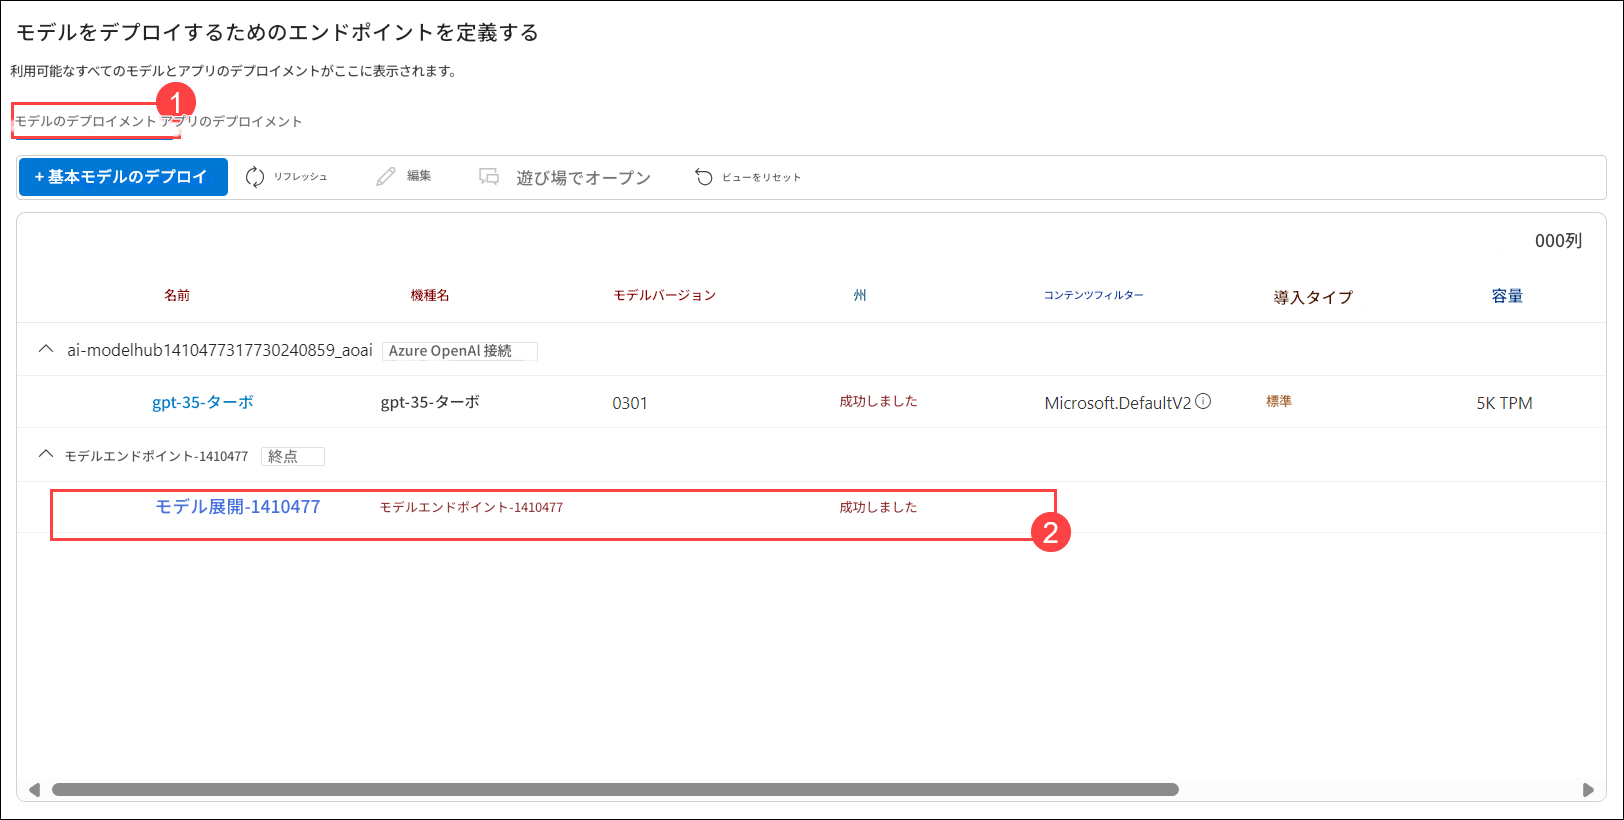 モデルをデプロイするためのエンドポイントを定義する
利用可能なすべてのモデルとアプリのデプロイメントがここに表示されます。
1
モデルのデプロイメント アプリのデプロイメント
+ 基本モデルのデプロイ リフレッシュ 編集 遊び場でオープン ビューをリセット
000列
名前 機種名 モデルバージョン 州 コンテンツフィルター 導入タイプ 容量
ai-modelhub1410477317730240859_aoai Azure OpenAl 接続
gpt-35-ターボ gpt-35-ターボ 0301 成功しました Microsoft.DefaultV2 標準 5K TPM
モデルエンドポイント-1410477 終点
モデル展開-1410477 モデルエンドポイント-1410477 成功しました
2